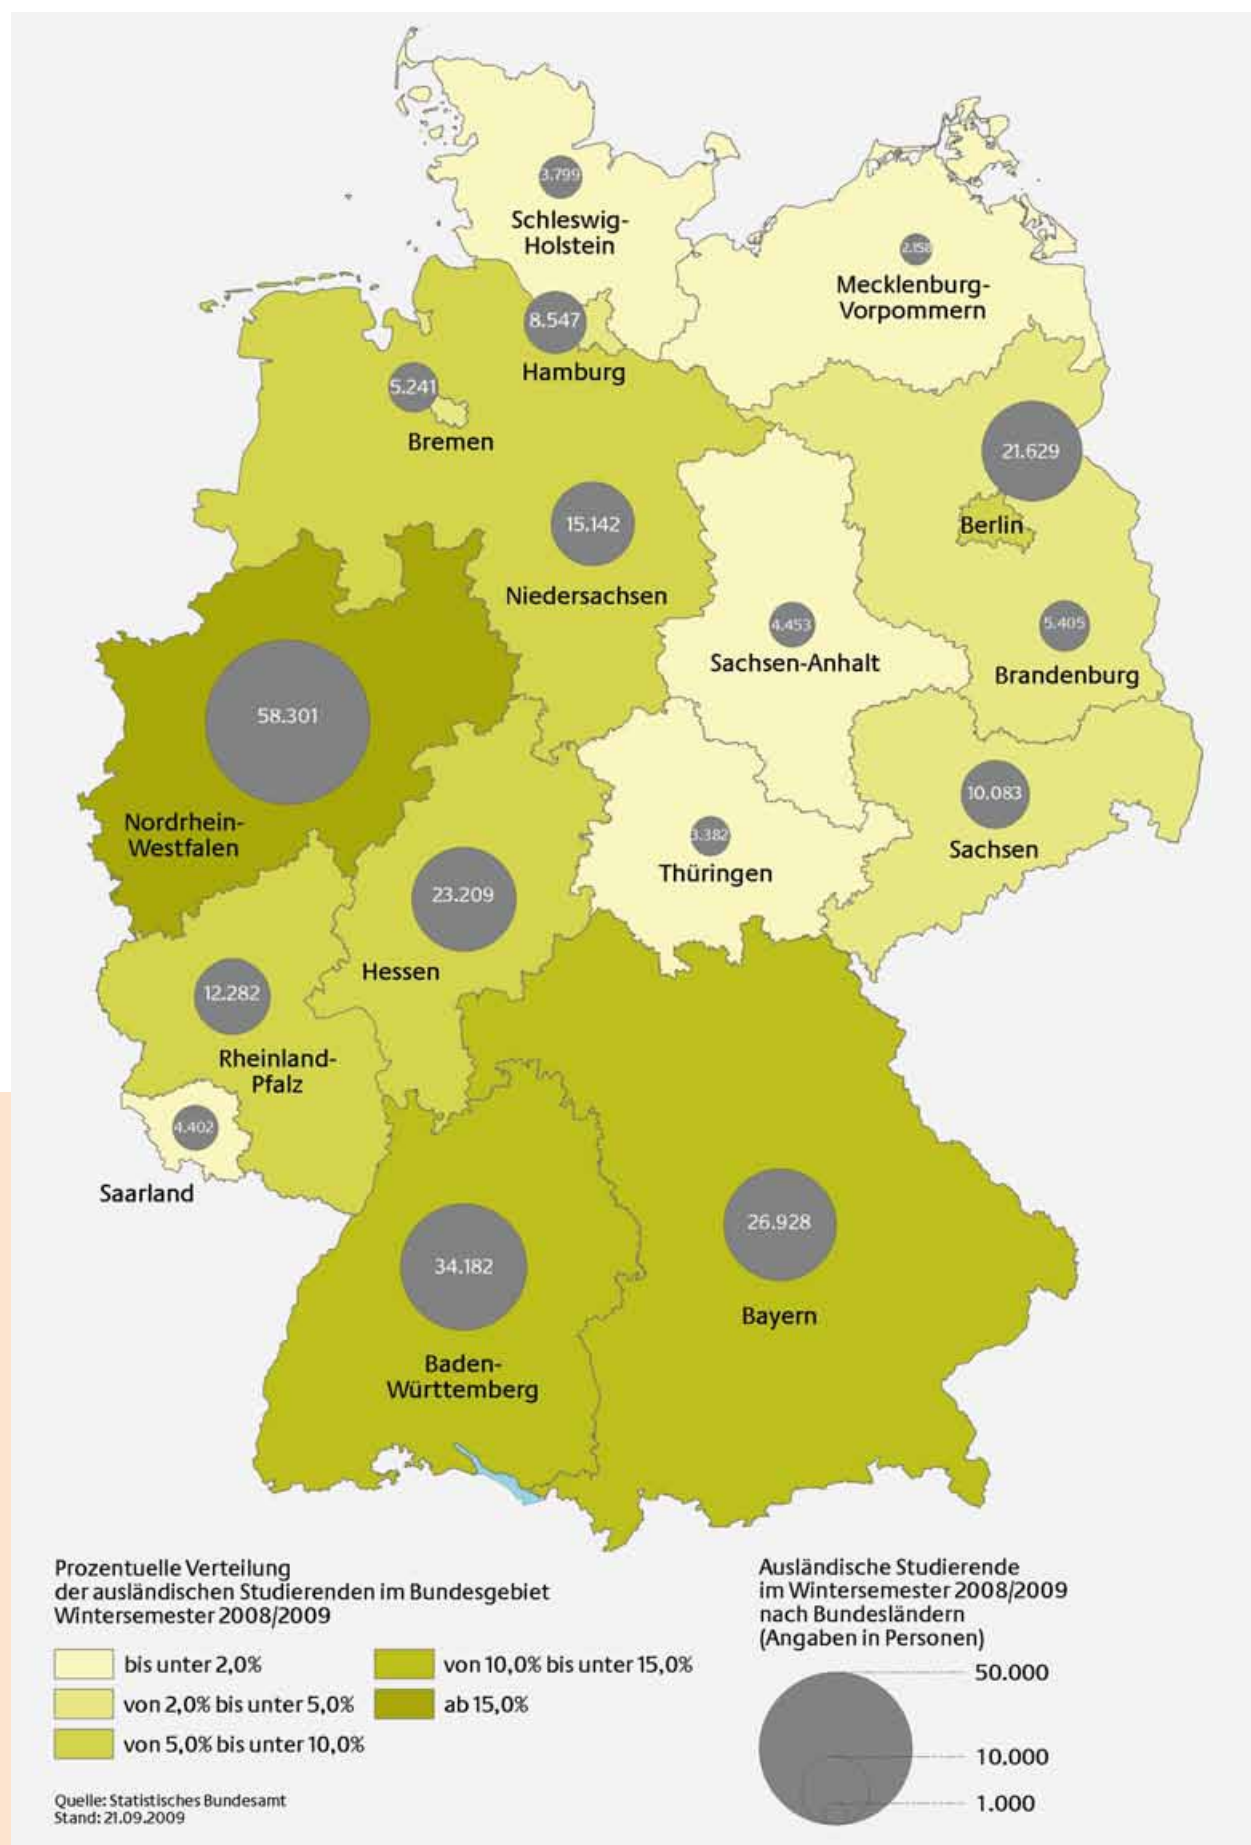 3.799
Schleswig-
Holstein
2.158
Mecklenburg-
Vorpommern
8.547
Hamburg
5.241
Bremen
21.629
Berlin
15.142
Niedersachsen
4.453
Sachsen-Anhalt
5.405
Brandenburg
58.301
Nordrhein-
Westfalen
10.083
Sachsen
3.382
Thüringen
23.209
Hessen
12.282
Rheinland-
Pfalz
4.402
Saarland
26.928
Bayern
34.182
Baden-
Württemberg
Prozentuelle Verteilung
der ausländischen Studierenden im Bundesgebiet
Wintersemester 2008/2009
bis unter 2,0%
von 2,0% bis unter 5,0%
von 5,0% bis unter 10,0%
von 10,0% bis unter 15,0%
ab 15,0%
Quelle: Statistisches Bundesamt
Stand: 21.09.2009
Ausländische Studierende
im Wintersemester 2008/2009
nach Bundesländern
(Angaben in Personen)
50.000
10.000
1.000